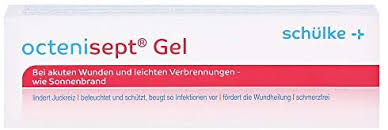 octenisept® Gel
schülke +
Bei akuten Wunden und leichten Verbrennungen -
wie Sonnenbrand
lindert Juckreiz | befeuchtet und schützt, beugt so Infektionen vor | fördert die Wundheilung | schmerzfrei